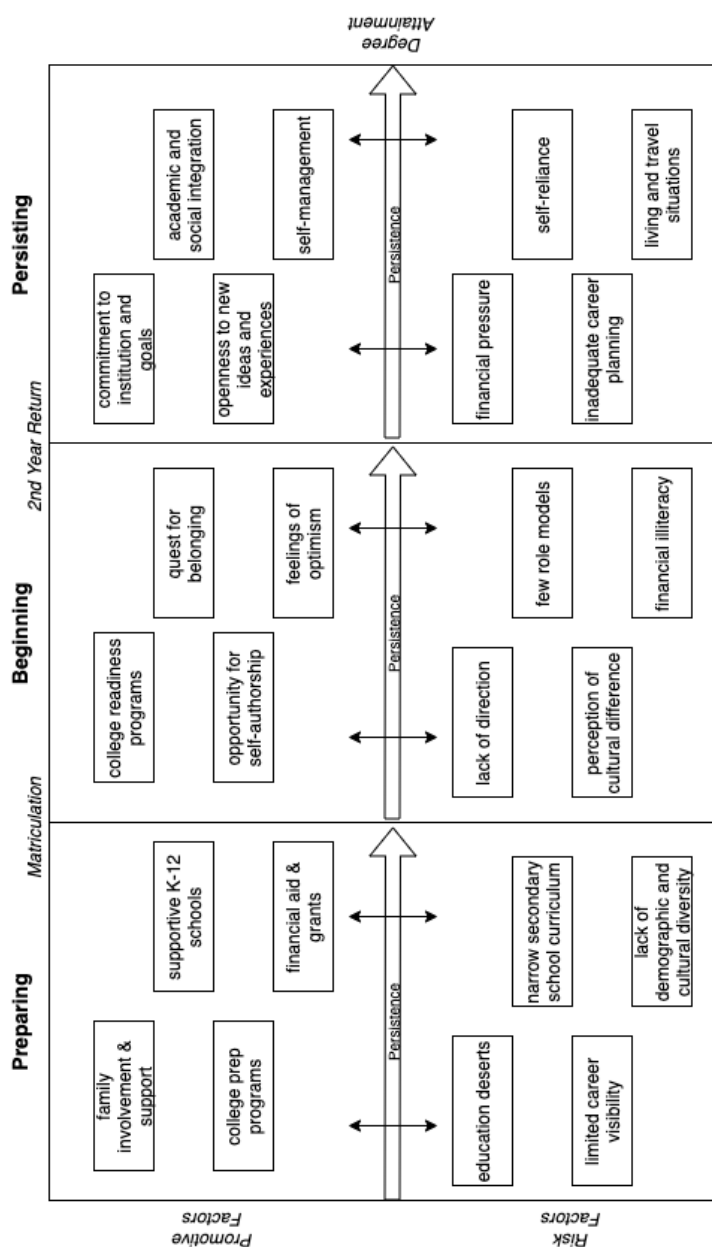 Preparing
Matriculation
Beginning
2nd Year Return
Persisting
Promotive
Factors
family
involvement &
support
supportive K-12
schools
college prep
programs
financial aid &
grants
college readiness
programs
quest for
belonging
opportunity for
self-authorship
feelings of
optimism
commitment to
institution and
goals
academic and
social integration
openness to new
ideas and
experiences
self-management
Persistence
Persistence
Persistence
Degree
Attainment
Risk
Factors
education deserts
narrow secondary
school curriculum
limited career
visibility
lack of
demographic and
cultural diversity
lack of direction
few role models
perception of
cultural difference
financial illiteracy
financial pressure
self-reliance
inadequate career
planning
living and travel
situations